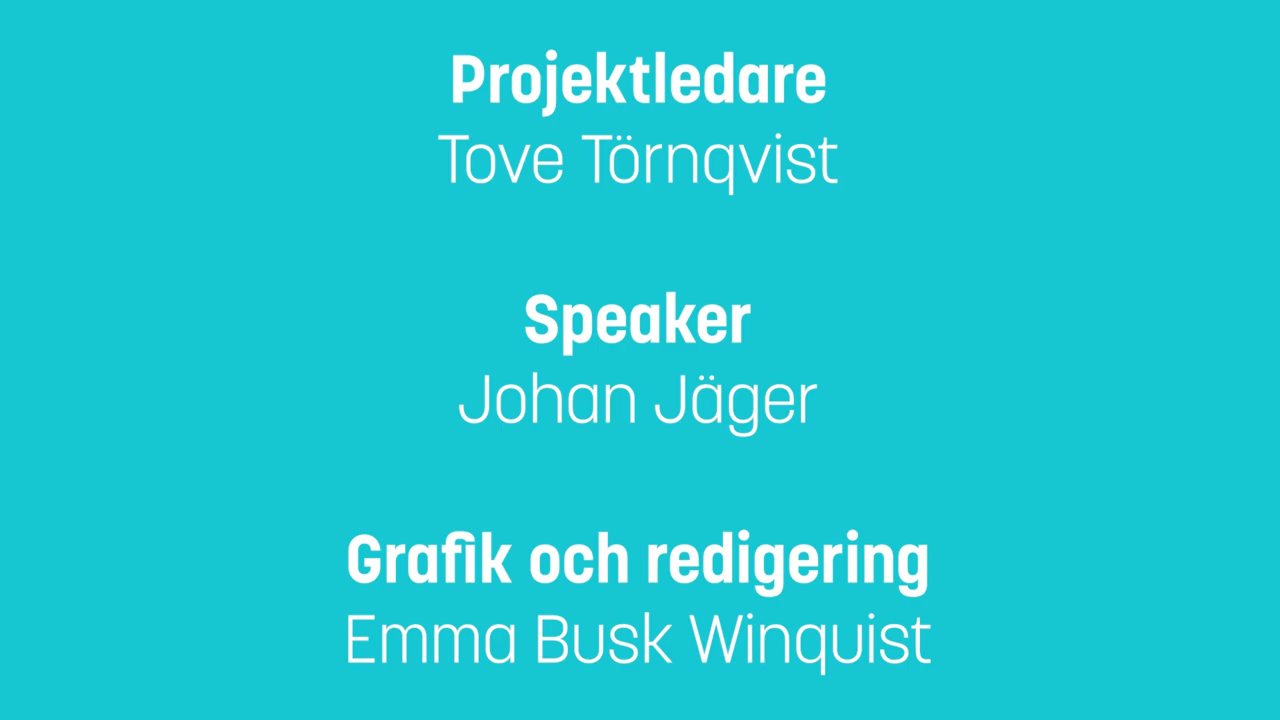 Projektledare
Tove Törnqvist
Speaker
Johan Jäger
Grafik och redigering
Emma Busk Winquist